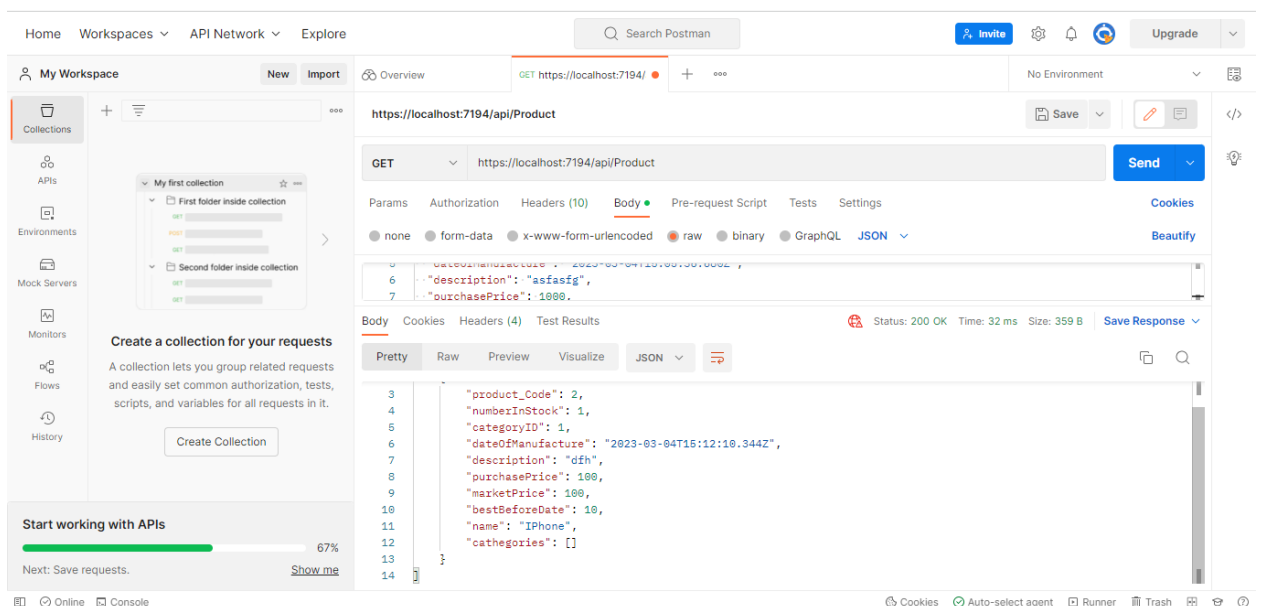 Home Workspaces API Network Explore Search Postman Invite Upgrade
My Workspace New Import Overview GET https://localhost:7194/ No Environment
Collections
APIs
Environments
Mock Servers
Monitors
Flows
History
My first collection
First folder inside collection
GET
POST
GET
Second folder inside collection
GET
GET
Create a collection for your requests
A collection lets you group related requests
and easily set common authorization, tests,
scripts, and variables for all requests in it.
Create Collection
Start working with APIs
67%
Next: Save requests. Show me
https://localhost:7194/api/Product Save
GET https://localhost:7194/api/Product Send
Params Authorization Headers (10) Body Pre-request Script Tests Settings Cookies
none form-data x-www-form-urlencoded raw binary GraphQL JSON Beautify
6 "description": "asfasfg",
7 "purchasePrice": 1000,
Body Cookies Headers (4) Test Results Status: 200 OK Time: 32 ms Size: 359 B Save Response
Pretty Raw Preview Visualize JSON
3 "product_Code": 2,
4 "numberInStock": 1,
5 "categoryID": 1,
6 "dateOfManufacture": "2023-03-04T15:12:10.344Z",
7 "description": "dfh",
8 "purchasePrice": 100,
9 "marketPrice": 100,
10 "bestBeforeDate": 10,
11 "name": "IPhone",
12 "cathegories": []
13 }
14 ]
Online Console Cookies Auto-select agent Runner Trash